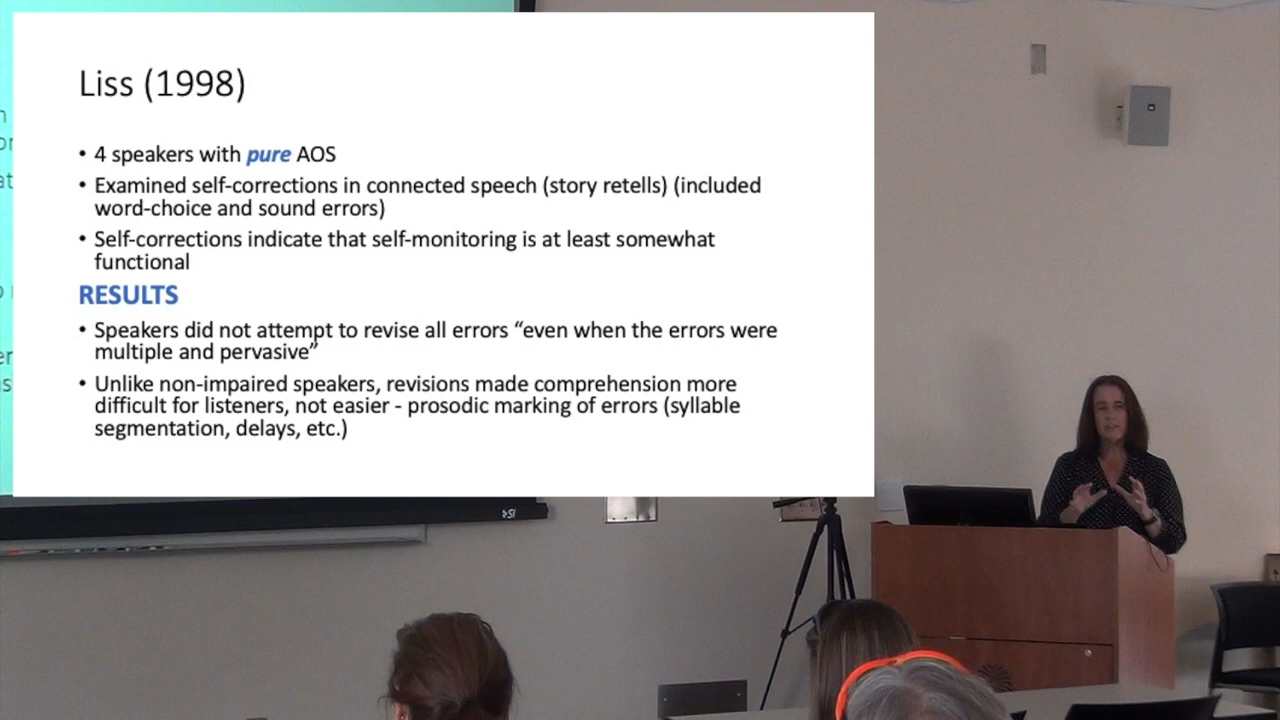 Liss (1998)
• 4 speakers with pure AOS
• Examined self-corrections in connected speech (story retells) (included
word-choice and sound errors)
• Self-corrections indicate that self-monitoring is at least somewhat
functional
RESULTS
• Speakers did not attempt to revise all errors “even when the errors were
multiple and pervasive”
• Unlike non-impaired speakers, revisions made comprehension more
difficult for listeners, not easier - prosodic marking of errors (syllable
segmentation, delays, etc.)